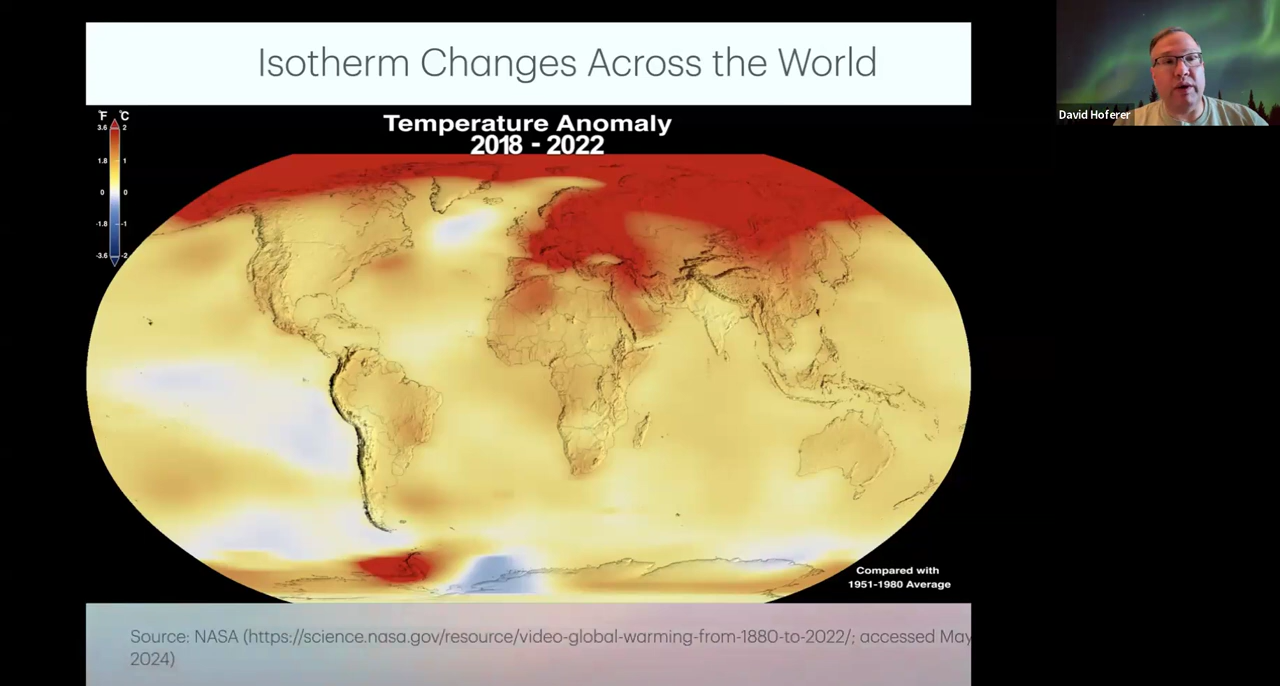 Isotherm Changes Across the World
°F °C
3.6 2
1.8 1
0 0
-1.8 -1
-3.6 -2
Temperature Anomaly
2018 - 2022
David Hoferer
Compared with
1951-1980 Average
Source: NASA (https://science.nasa.gov/resource/video-global-warming-from-1880-to-2022/; accessed May
2024)